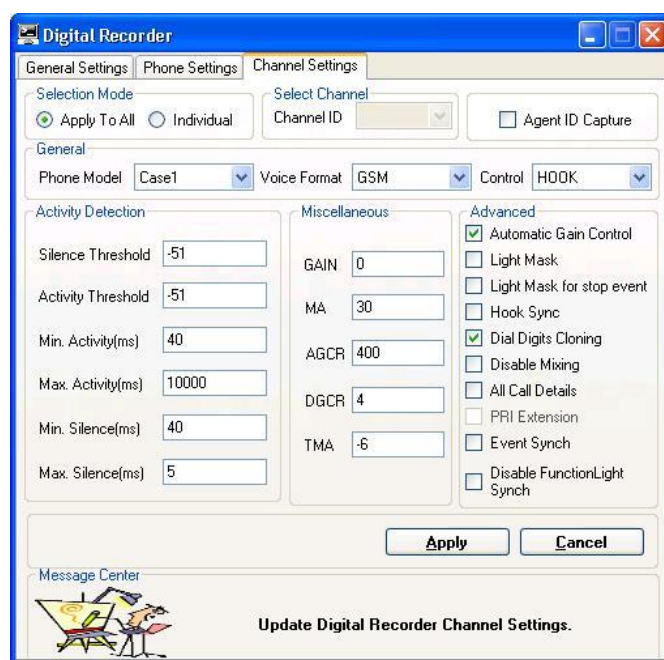 Digital Recorder
General Settings Phone Settings Channel Settings
Selection Mode
Apply To All Individual
Select Channel
Channel ID
Agent ID Capture
General
Phone Model Case1 Voice Format GSM Control HOOK
Activity Detection
Silence Threshold -51
Activity Threshold -51
Min. Activity(ms) 40
Max. Activity(ms) 10000
Min. Silence(ms) 40
Max. Silence(ms) 5
Miscellaneous
GAIN 0
MA 30
AGCR 400
DGCR 4
TMA -6
Advanced
Automatic Gain Control
Light Mask
Light Mask for stop event
Hook Sync
Dial Digits Cloning
Disable Mixing
All Call Details
PRI Extension
Event Synch
Disable FunctionLight
Synch
Apply Cancel
Message Center
Update Digital Recorder Channel Settings.